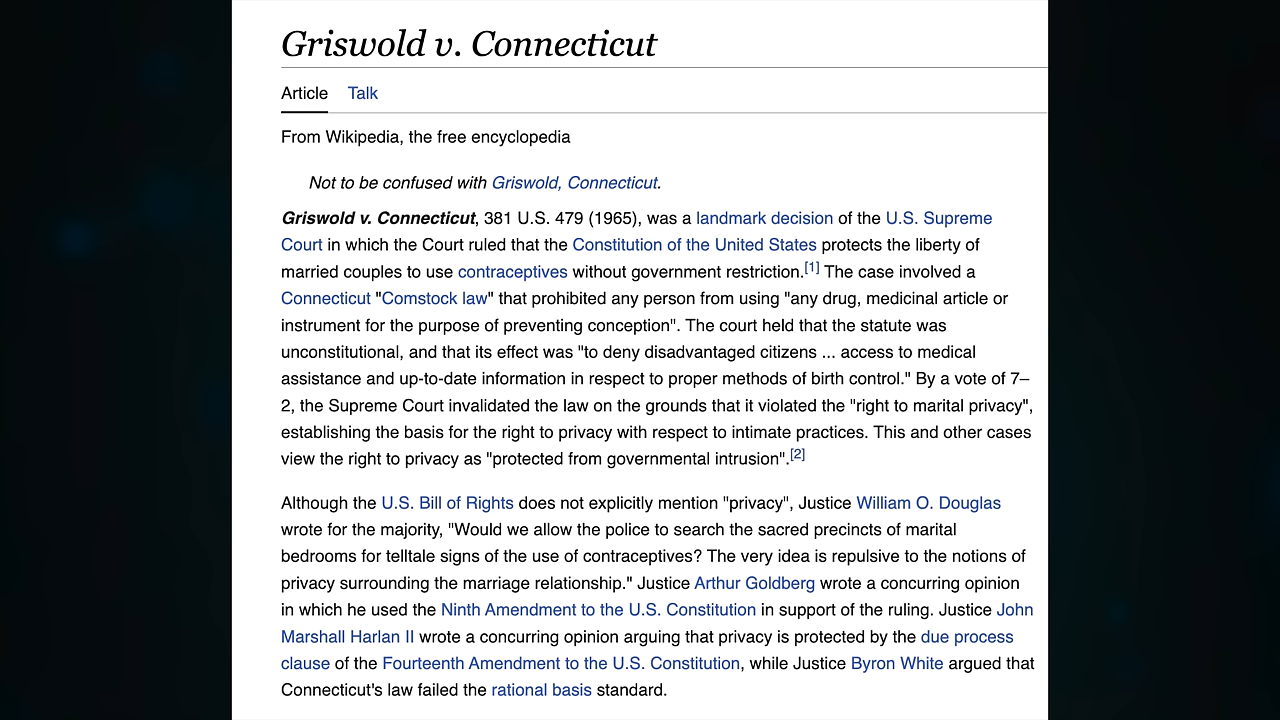 Griswold v. Connecticut
Article Talk
From Wikipedia, the free encyclopedia
Not to be confused with Griswold, Connecticut.
Griswold v. Connecticut, 381 U.S. 479 (1965), was a landmark decision of the U.S. Supreme
Court in which the Court ruled that the Constitution of the United States protects the liberty of
married couples to use contraceptives without government restriction.[1] The case involved a
Connecticut "Comstock law" that prohibited any person from using "any drug, medicinal article or
instrument for the purpose of preventing conception". The court held that the statute was
unconstitutional, and that its effect was "to deny disadvantaged citizens ... access to medical
assistance and up-to-date information in respect to proper methods of birth control." By a vote of 7–
2, the Supreme Court invalidated the law on the grounds that it violated the "right to marital privacy",
establishing the basis for the right to privacy with respect to intimate practices. This and other cases
view the right to privacy as "protected from governmental intrusion".[2]
Although the U.S. Bill of Rights does not explicitly mention "privacy", Justice William O. Douglas
wrote for the majority, "Would we allow the police to search the sacred precincts of marital
bedrooms for telltale signs of the use of contraceptives? The very idea is repulsive to the notions of
privacy surrounding the marriage relationship." Justice Arthur Goldberg wrote a concurring opinion
in which he used the Ninth Amendment to the U.S. Constitution in support of the ruling. Justice John
Marshall Harlan II wrote a concurring opinion arguing that privacy is protected by the due process
clause of the Fourteenth Amendment to the U.S. Constitution, while Justice Byron White argued that
Connecticut's law failed the rational basis standard.